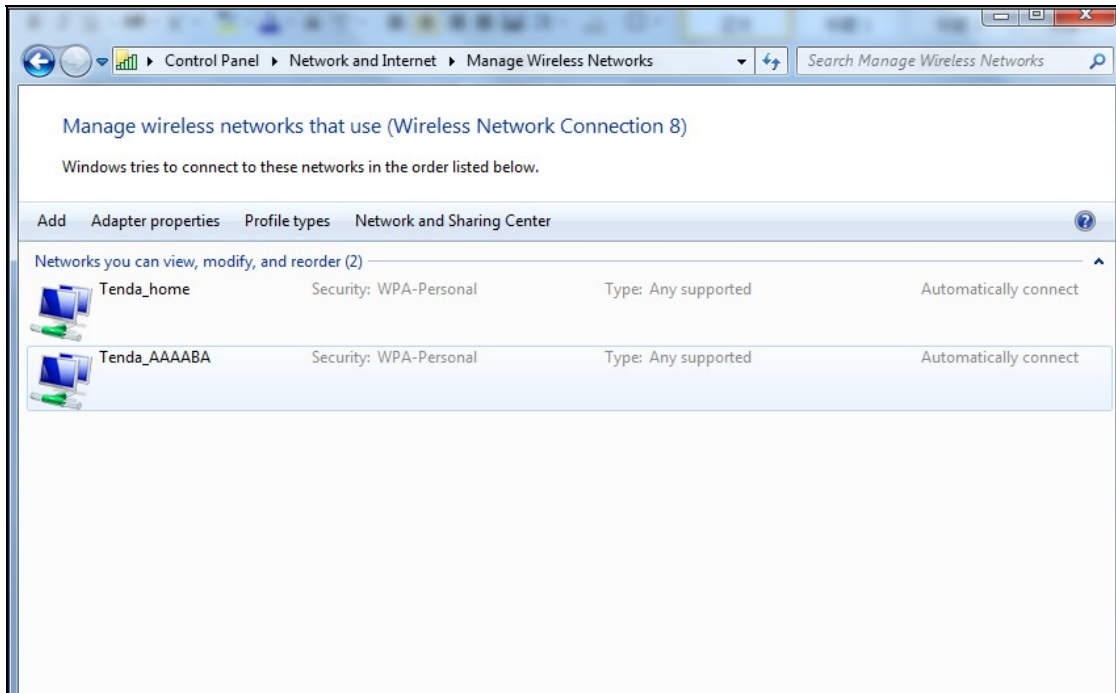 Control Panel ▸ Network and Internet ▸ Manage Wireless Networks
Search Manage Wireless Networks
Manage wireless networks that use (Wireless Network Connection 8)
Windows tries to connect to these networks in the order listed below.
Add Adapter properties Profile types Network and Sharing Center
Networks you can view, modify, and reorder (2)
Tenda_home Security: WPA-Personal Type: Any supported Automatically connect
Tenda_AAAABA Security: WPA-Personal Type: Any supported Automatically connect